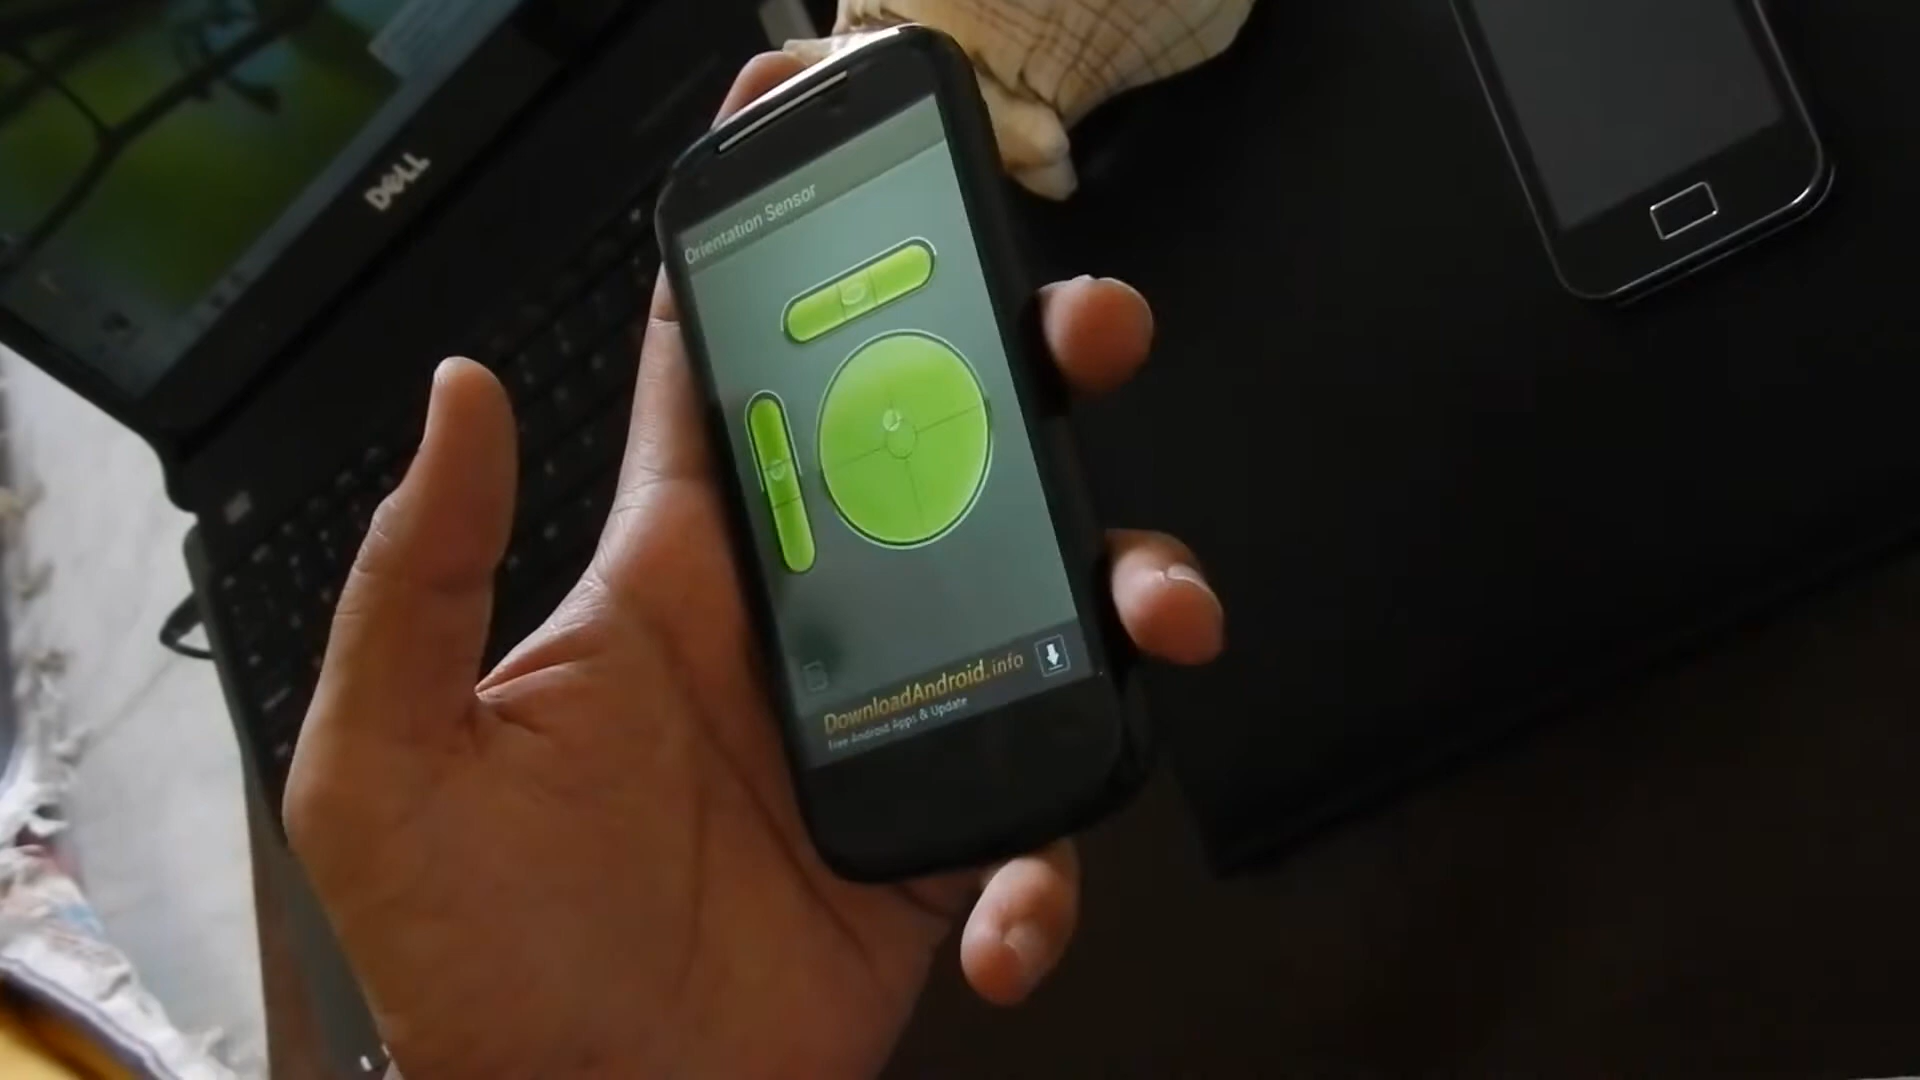 DELL
Orientation Sensor
DownloadAndroid.info
Free Android Apps & Update